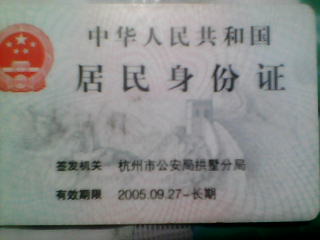 中华人民共和国
居民身份证
签发机关 杭州市公安局拱墅分局
有效期限 2005.09.27-长期